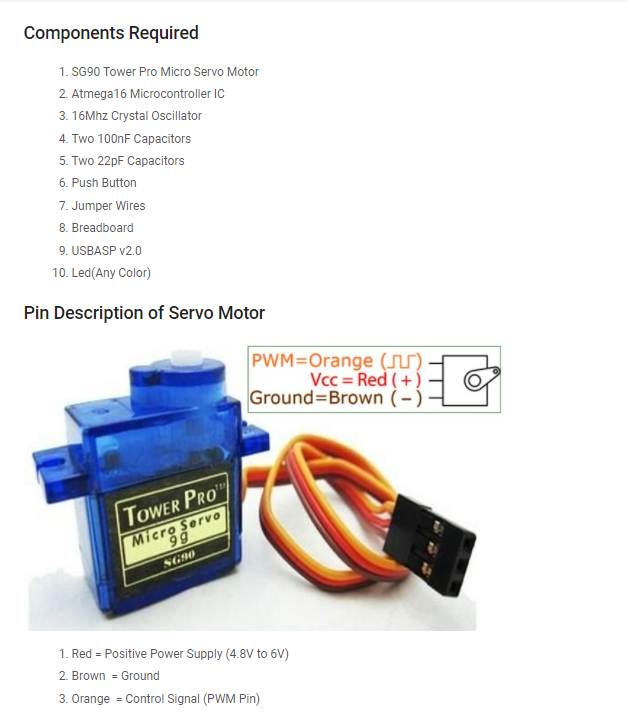 Components Required
1. SG90 Tower Pro Micro Servo Motor
2. Atmega16 Microcontroller IC
3. 16Mhz Crystal Oscillator
4. Two 100nF Capacitors
5. Two 22pF Capacitors
6. Push Button
7. Jumper Wires
8. Breadboard
9. USBASP v2.0
10. Led(Any Color)
Pin Description of Servo Motor
PWM=Orange (⎍⎍)
Vcc = Red ( + )
Ground=Brown ( – )
TOWER PRO™
Micro Servo
9g
SG90
1. Red = Positive Power Supply (4.8V to 6V)
2. Brown = Ground
3. Orange = Control Signal (PWM Pin)